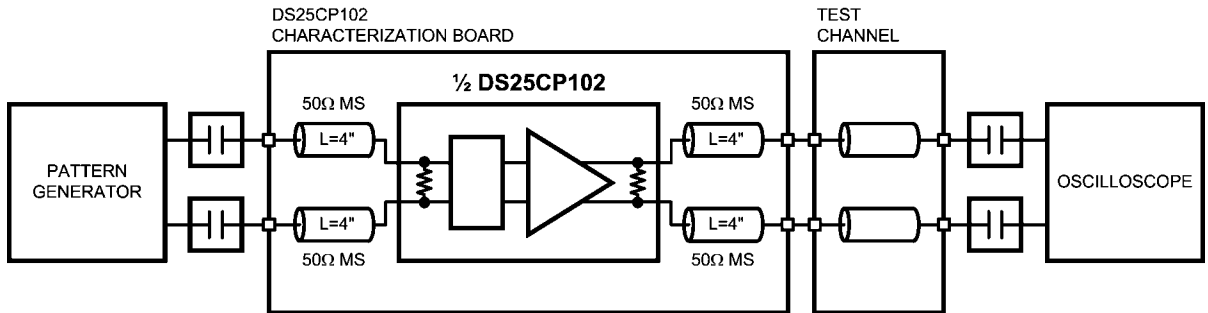 DS25CP102
CHARACTERIZATION BOARD
TEST
CHANNEL
½ DS25CP102
50Ω MS
50Ω MS
L=4"
L=4"
PATTERN
GENERATOR
OSCILLOSCOPE
L=4"
L=4"
50Ω MS
50Ω MS